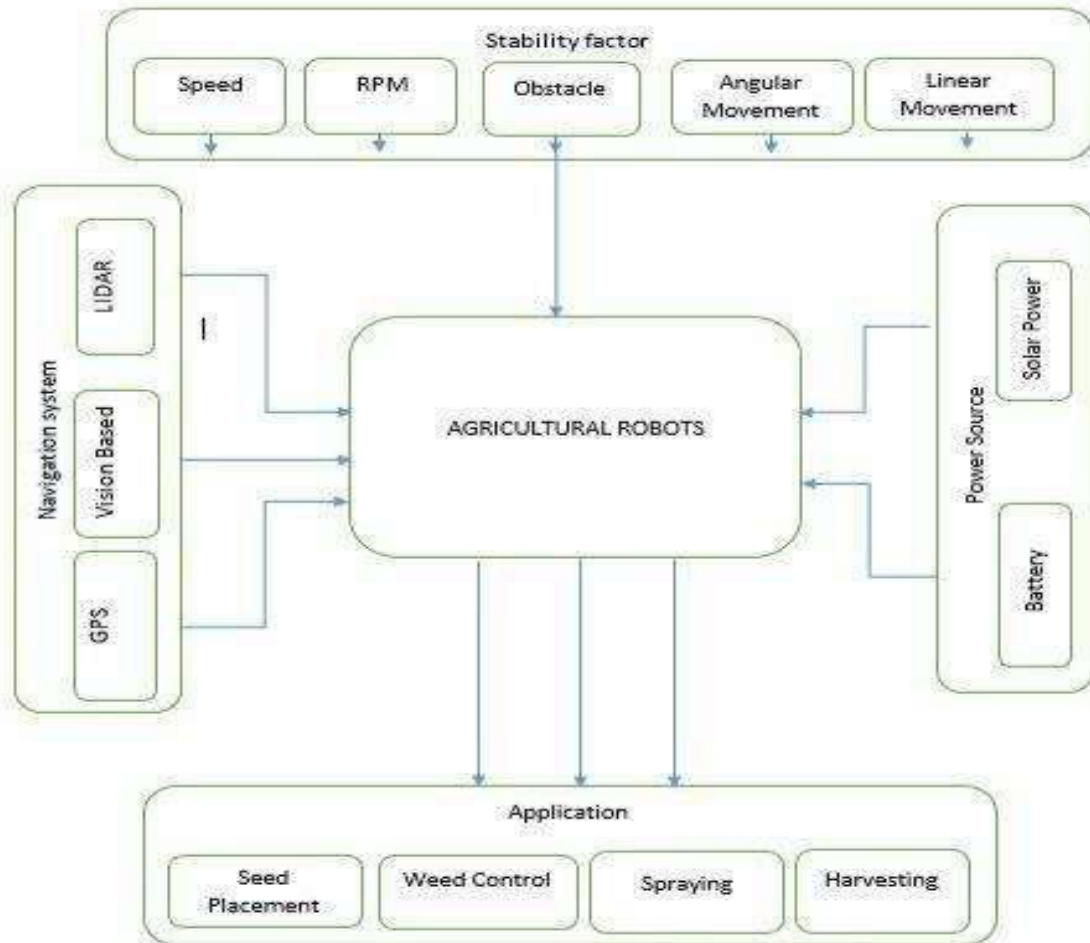 Stability factor
Speed
RPM
Obstacle
Angular
Movement
Linear
Movement
Navigation system
LIDAR
Vision Based
GPS
AGRICULTURAL ROBOTS
Power Source
Solar Power
Battery
Application
Seed
Placement
Weed Control
Spraying
Harvesting